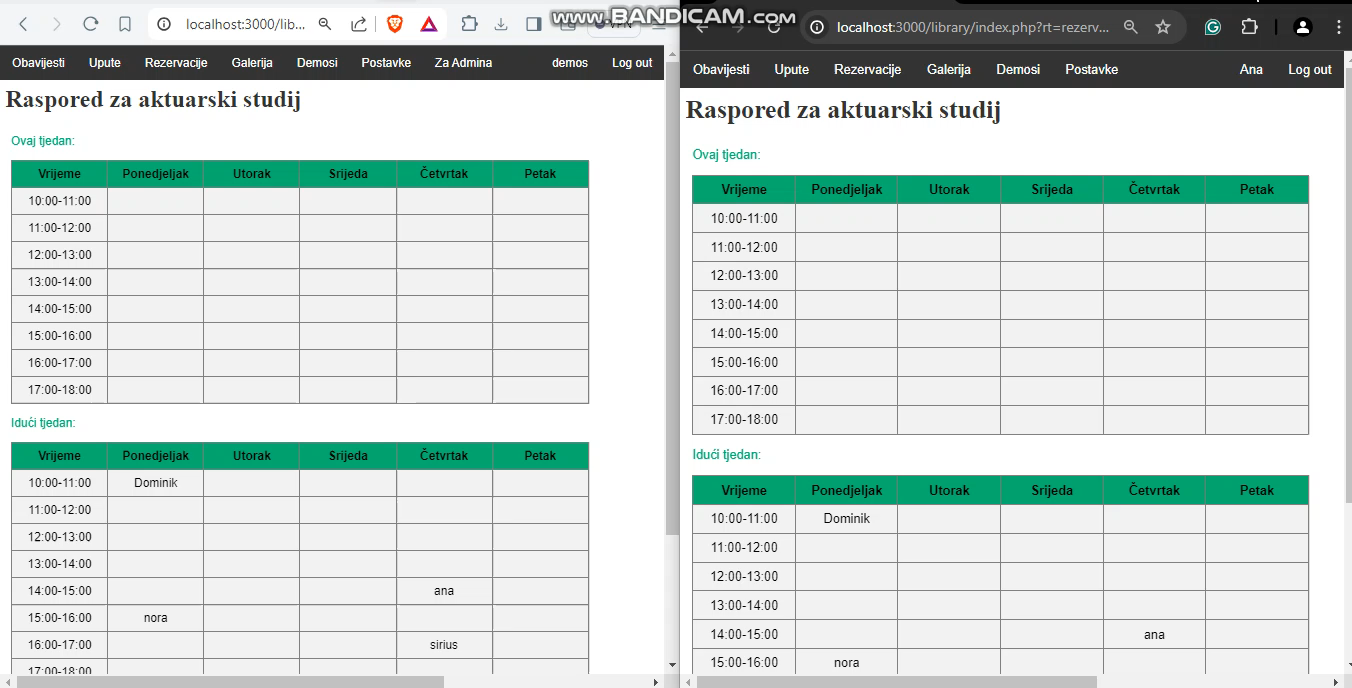 localhost:3000/lib...
VPN
www.BANDICAM.com
localhost:3000/library/index.php?rt=rezerv...
Obavijesti Upute Rezervacije Galerija Demosi Postavke Za Admina demos Log out
Raspored za aktuarski studij
Ovaj tjedan:
Vrijeme Ponedjeljak Utorak Srijeda Četvrtak Petak
10:00-11:00
11:00-12:00
12:00-13:00
13:00-14:00
14:00-15:00
15:00-16:00
16:00-17:00
17:00-18:00
Idući tjedan:
Vrijeme Ponedjeljak Utorak Srijeda Četvrtak Petak
10:00-11:00 Dominik
11:00-12:00
12:00-13:00
13:00-14:00
14:00-15:00 ana
15:00-16:00 nora
16:00-17:00 sirius
17:00-18:00
Obavijesti Upute Rezervacije Galerija Demosi Postavke Ana Log out
Raspored za aktuarski studij
Ovaj tjedan:
Vrijeme Ponedjeljak Utorak Srijeda Četvrtak Petak
10:00-11:00
11:00-12:00
12:00-13:00
13:00-14:00
14:00-15:00
15:00-16:00
16:00-17:00
17:00-18:00
Idući tjedan:
Vrijeme Ponedjeljak Utorak Srijeda Četvrtak Petak
10:00-11:00 Dominik
11:00-12:00
12:00-13:00
13:00-14:00
14:00-15:00 ana
15:00-16:00 nora